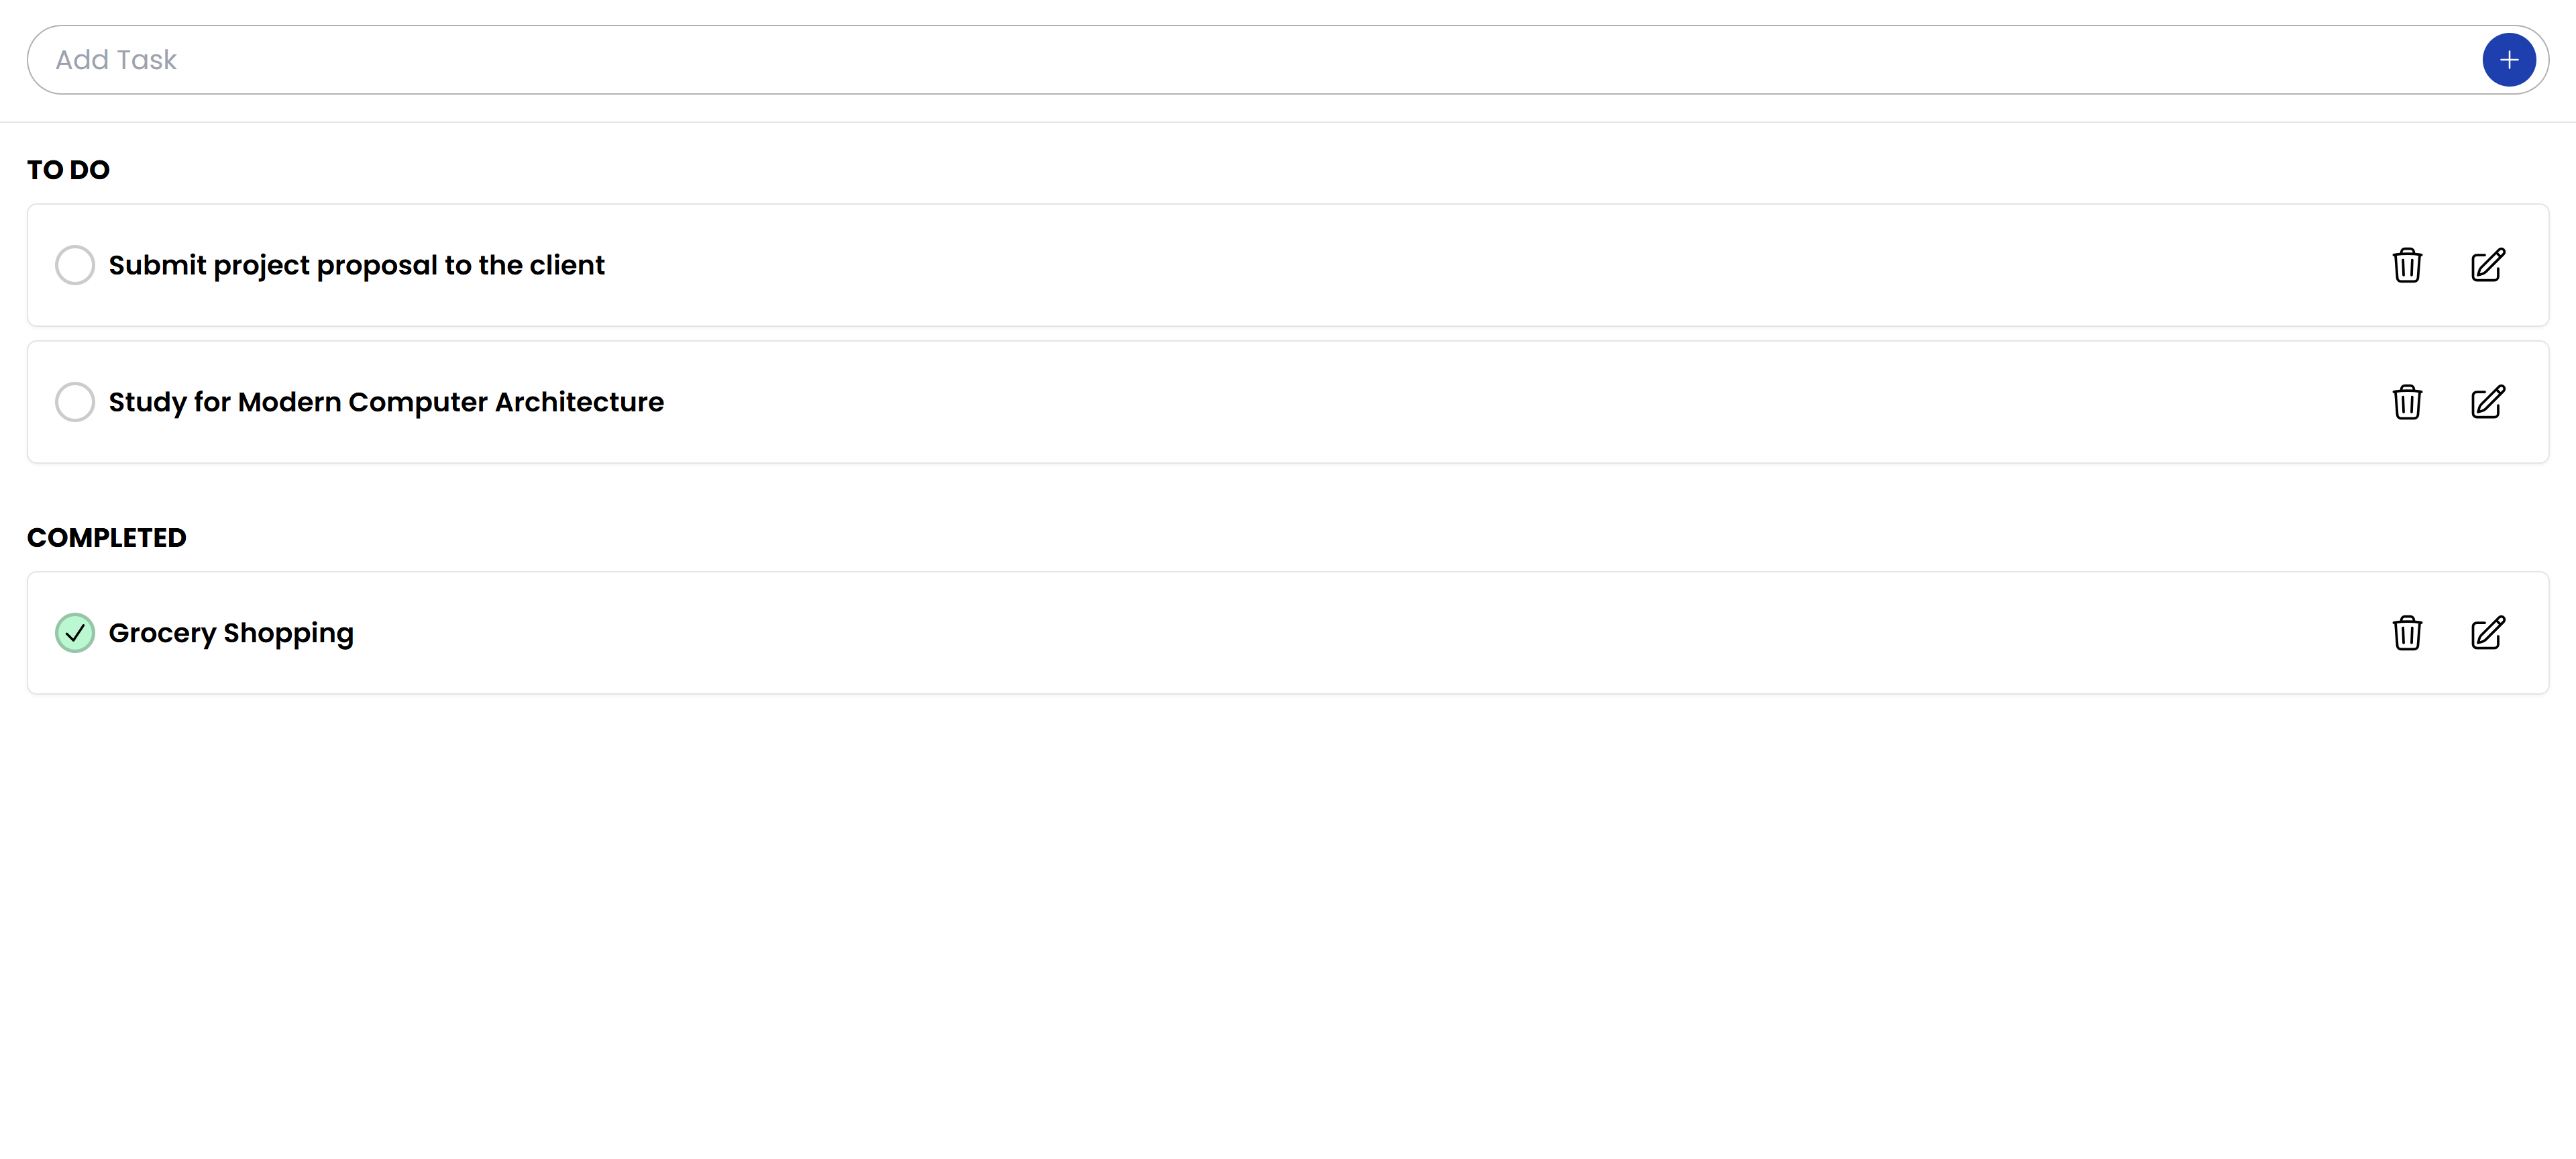 Add Task
TO DO
Submit project proposal to the client
Study for Modern Computer Architecture
COMPLETED
Grocery Shopping